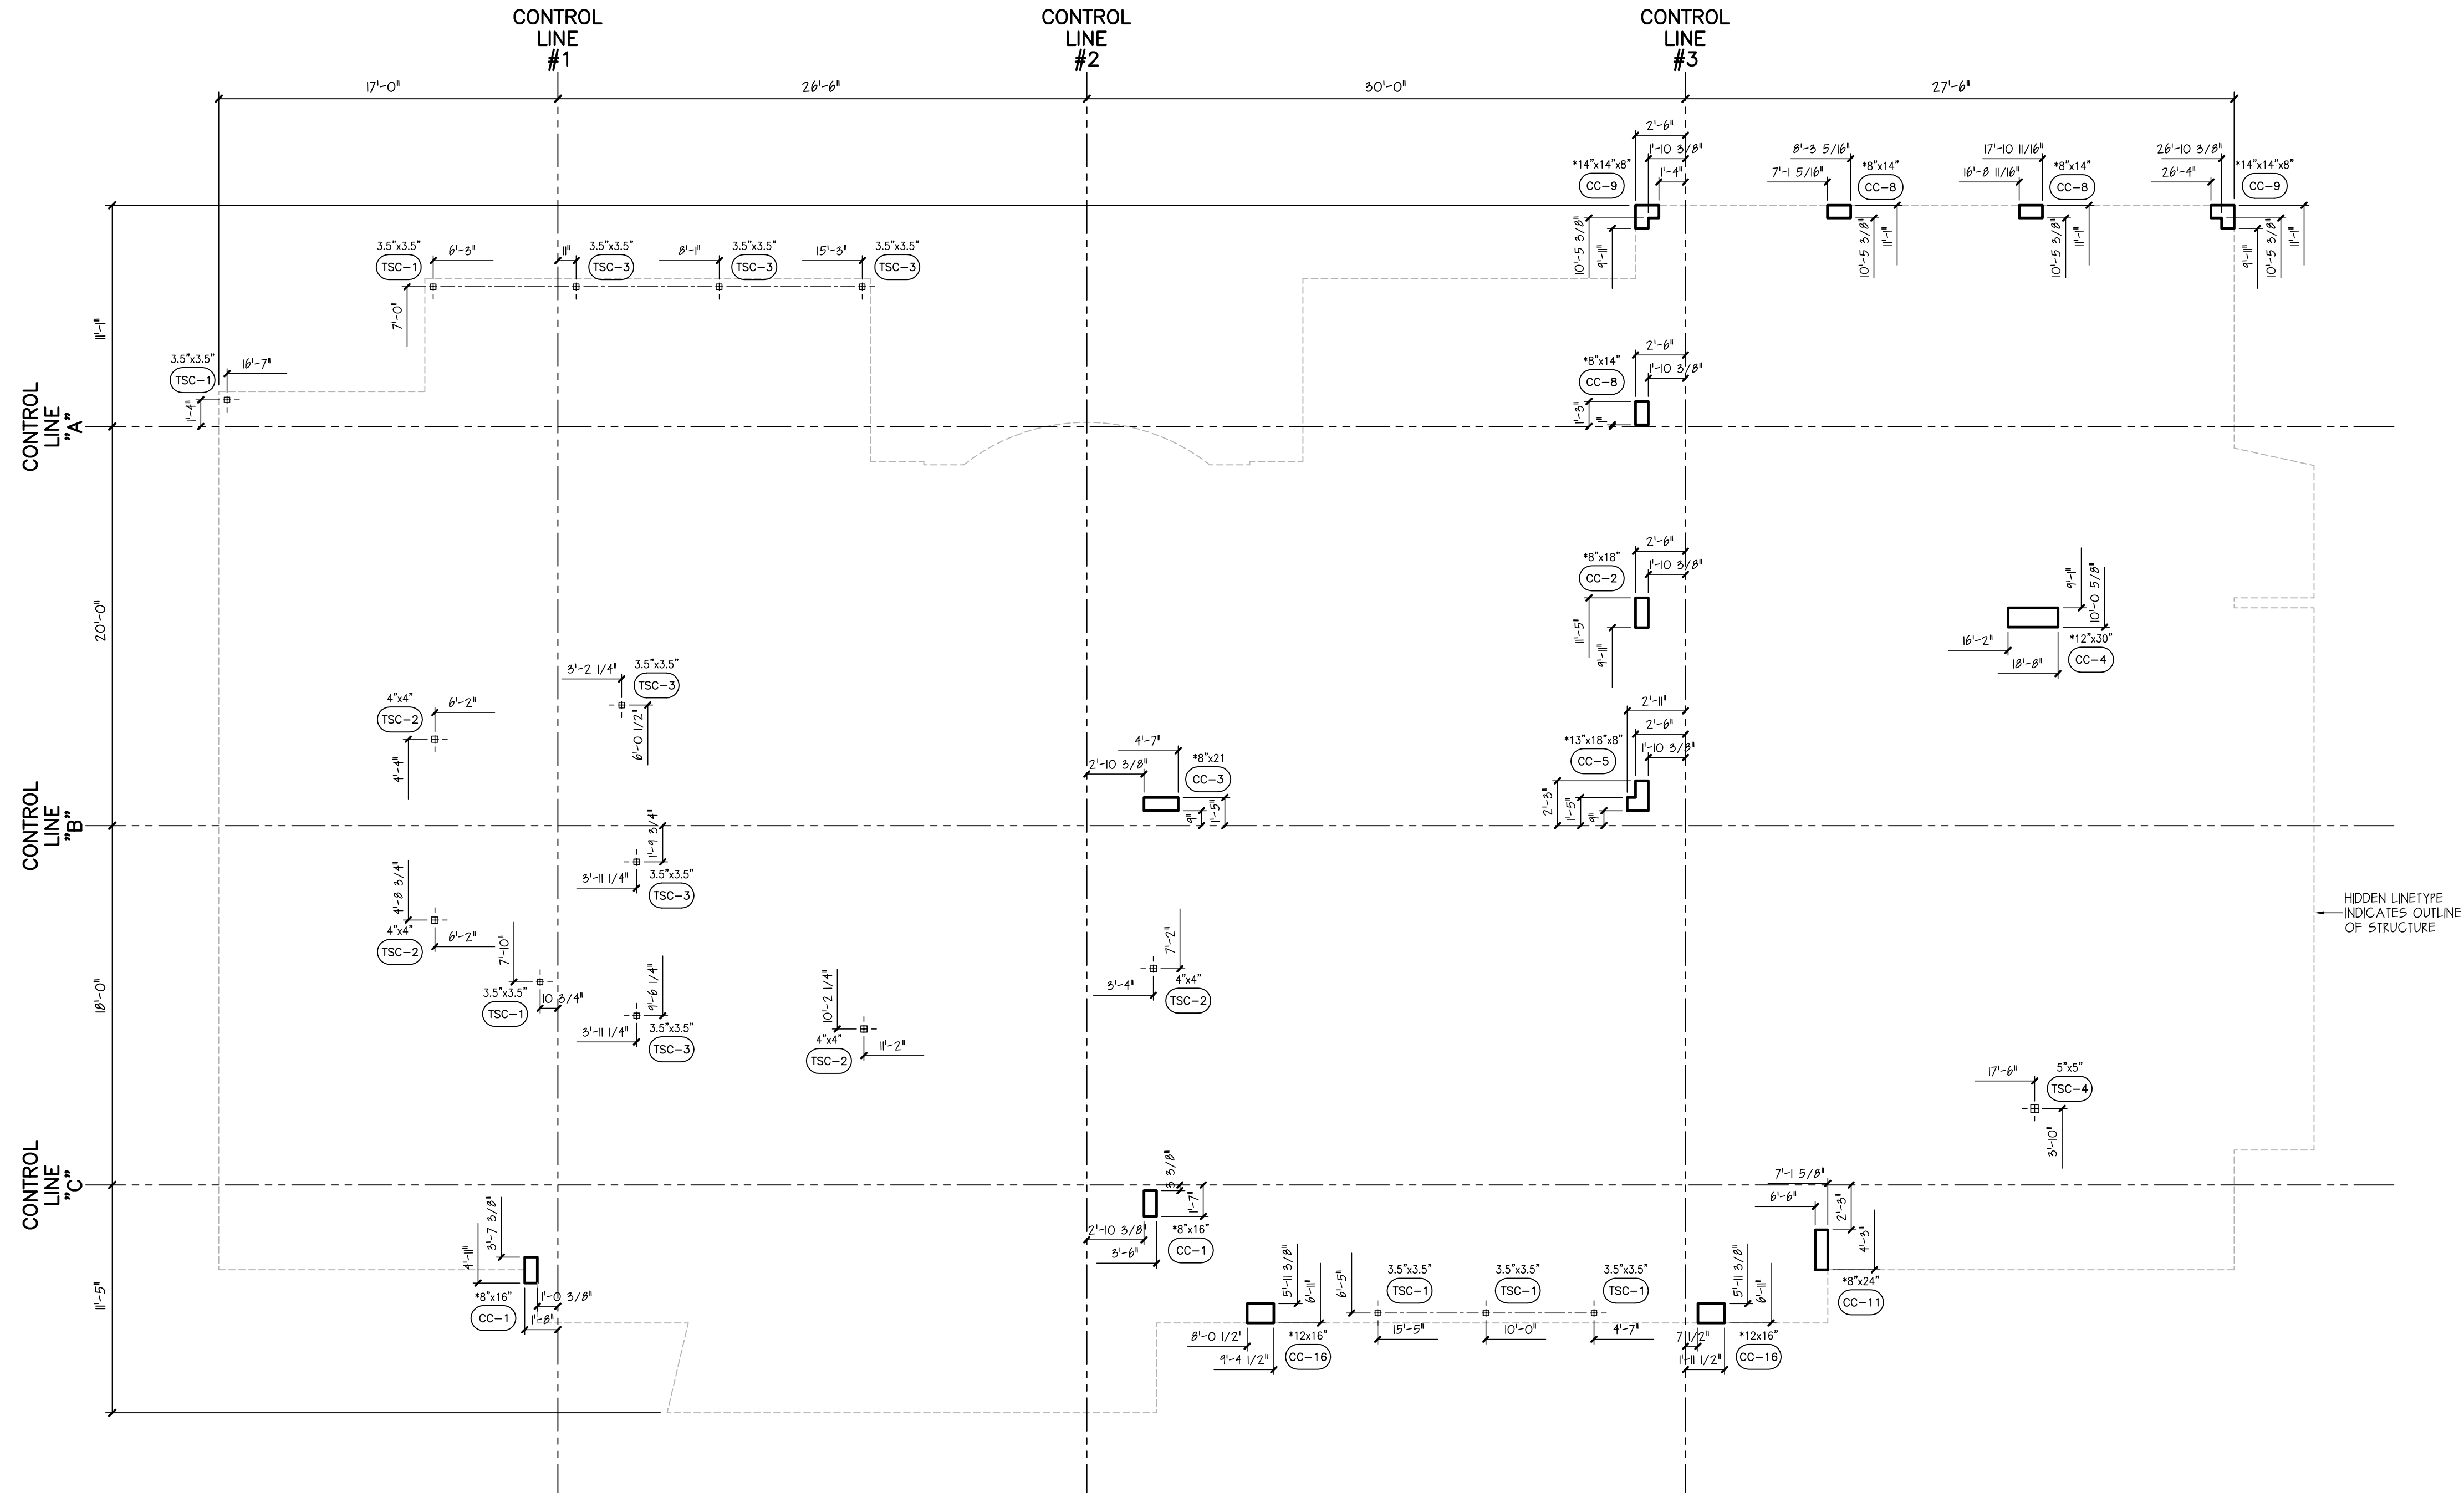 CONTROL
LINE
#1
CONTROL
LINE
#2
CONTROL
LINE
#3
17'-0"
26'-6"
30'-0"
27'-6"
2'-6"
1'-10 3/8"
1'-4"
*14"x14"x8"
CC-9
10'-5 3/8"
9'-11"
8'-3 5/16"
7'-1 5/16"
*8"x14"
CC-8
10'-5 3/8"
11'-1"
17'-10 11/16"
16'-8 11/16"
*8"x14"
CC-8
10'-5 3/8"
11'-1"
26'-10 3/8"
26'-4"
*14"x14"x8"
CC-9
9'-11"
10'-5 3/8"
11'-1"
3.5"x3.5"
TSC-1
6'-3"
7'-0"
11"
3.5"x3.5"
TSC-3
8'-1"
3.5"x3.5"
TSC-3
15'-3"
3.5"x3.5"
TSC-3
11'-1"
3.5"x3.5"
TSC-1
16'-7"
1'-4"
2'-6"
1'-10 3/8"
*8"x14"
CC-8
1'-3"
1"
CONTROL
LINE
"A"
20'-0"
2'-6"
1'-10 3/8"
*8"x18"
CC-2
11'-5"
9'-11"
9'-1"
10'-0 5/8"
16'-2"
18'-8"
*12"x30"
CC-4
3'-2 1/4"
3.5"x3.5"
TSC-3
6'-0 1/2"
4"x4"
TSC-2
6'-2"
4'-4"
4'-7"
2'-10 3/8"
*8"x21
CC-3
9"
1'-5"
2'-11"
2'-6"
1'-10 3/8"
*13"x18"x8"
CC-5
2'-3"
1'-5"
9"
CONTROL
LINE
"B"
1'-9 3/4"
3'-11 1/4"
3.5"x3.5"
TSC-3
4'-8 3/4"
4"x4"
TSC-2
6'-2"
7'-10"
3.5"x3.5"
TSC-1
10 3/4"
9'-6 1/4"
3'-11 1/4"
3.5"x3.5"
TSC-3
10'-2 1/4"
4"x4"
TSC-2
11'-2"
7'-2"
3'-4"
4"x4"
TSC-2
HIDDEN LINETYPE
INDICATES OUTLINE
OF STRUCTURE
18'-0"
17'-6"
5"x5"
TSC-4
3'-10"
CONTROL
LINE
"C"
3 3/8"
1'-7"
2'-10 3/8"
3'-6"
*8"x16"
CC-1
7'-1 5/8"
6'-6"
2'-3"
4'-3"
*8"x24"
CC-11
3'-7 3/8"
4'-11"
*8"x16"
CC-1
1'-0 3/8"
1'-8"
11'-5"
5'-11 3/8"
6'-11"
8'-0 1/2'
9'-4 1/2"
*12x16"
CC-16
6'-5"
3.5"x3.5"
TSC-1
15'-5"
3.5"x3.5"
TSC-1
10'-0"
3.5"x3.5"
TSC-1
4'-7"
5'-11 3/8"
6'-11"
7 1/2"
1'-11 1/2"
*12x16"
CC-16